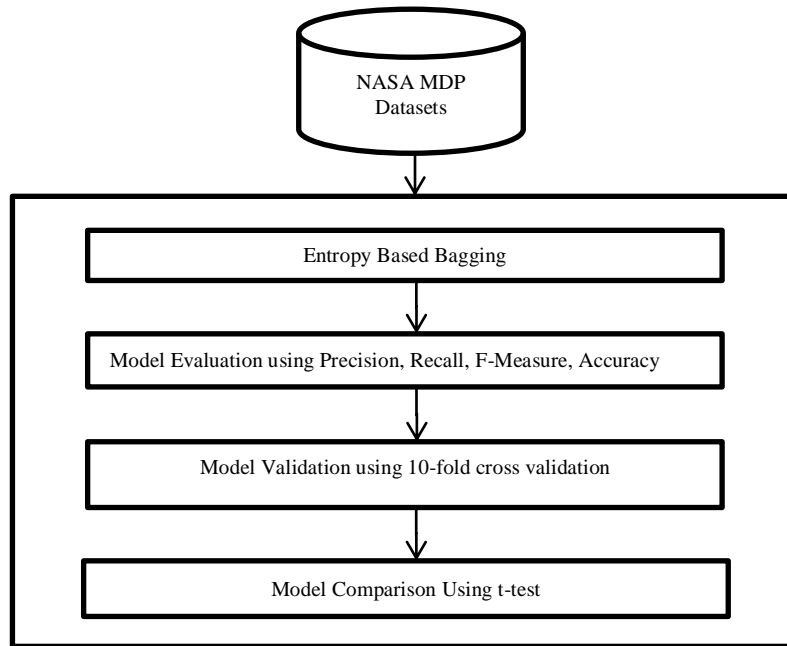 NASA MDP
Datasets
Entropy Based Bagging
Model Evaluation using Precision, Recall, F-Measure, Accuracy
Model Validation using 10-fold cross validation
Model Comparison Using t-test